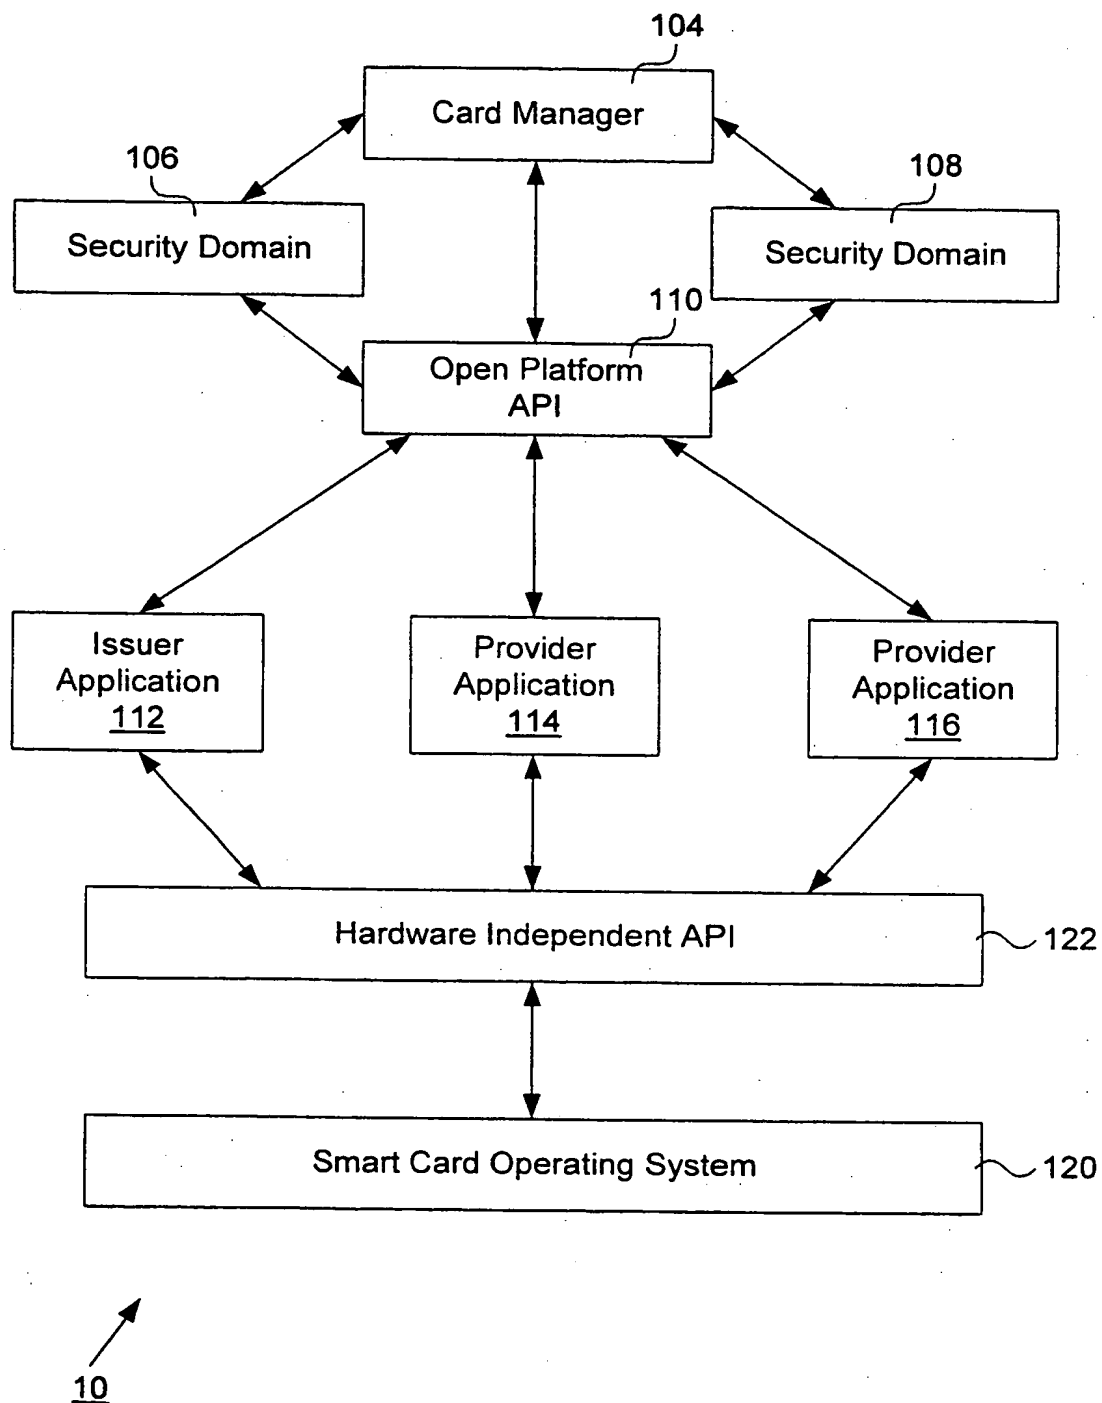 104
Card Manager
106
108
Security Domain
Security Domain
110
Open Platform
API
Issuer
Application
112
Provider
Application
114
Provider
Application
116
Hardware Independent API
122
Smart Card Operating System
120
10